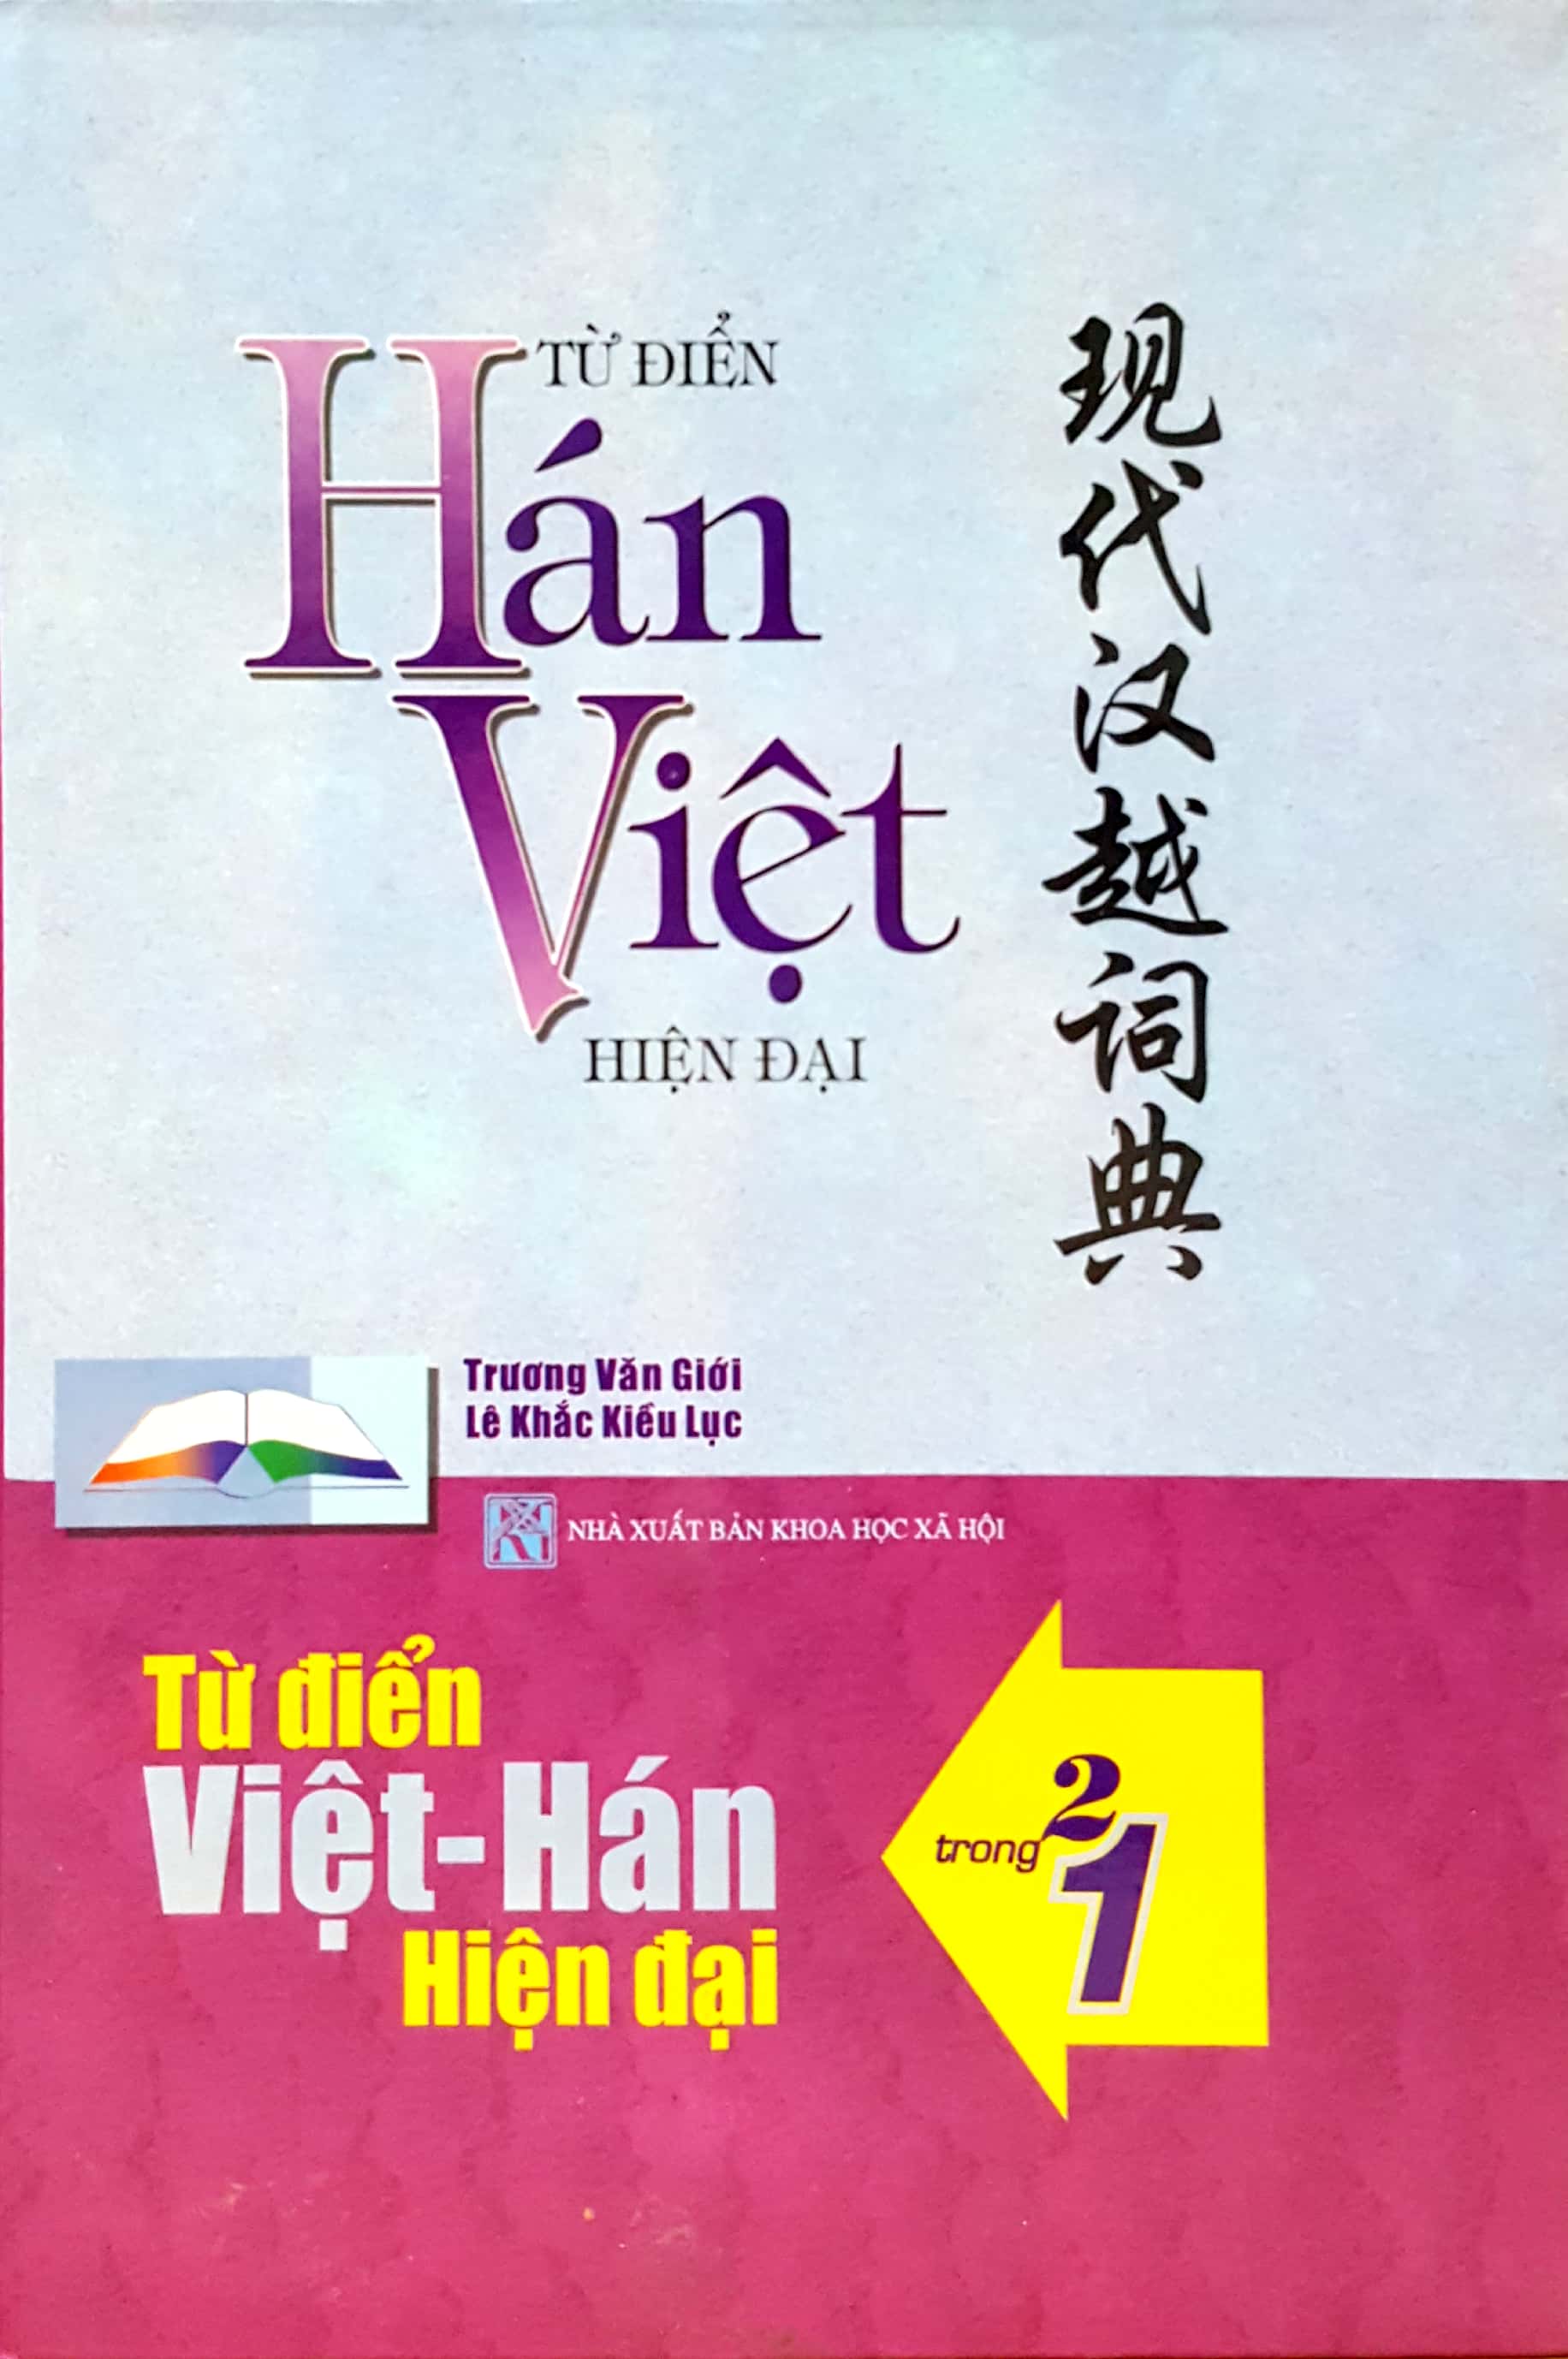 TỪ ĐIỂN
Hán
Việt
HIỆN ĐẠI
现代汉越词典
Trương Văn Giới
Lê Khắc Kiều Lục
NHÀ XUẤT BẢN KHOA HỌC XÃ HỘI
Từ điển
Việt-Hán
Hiện đại
2
trong
1